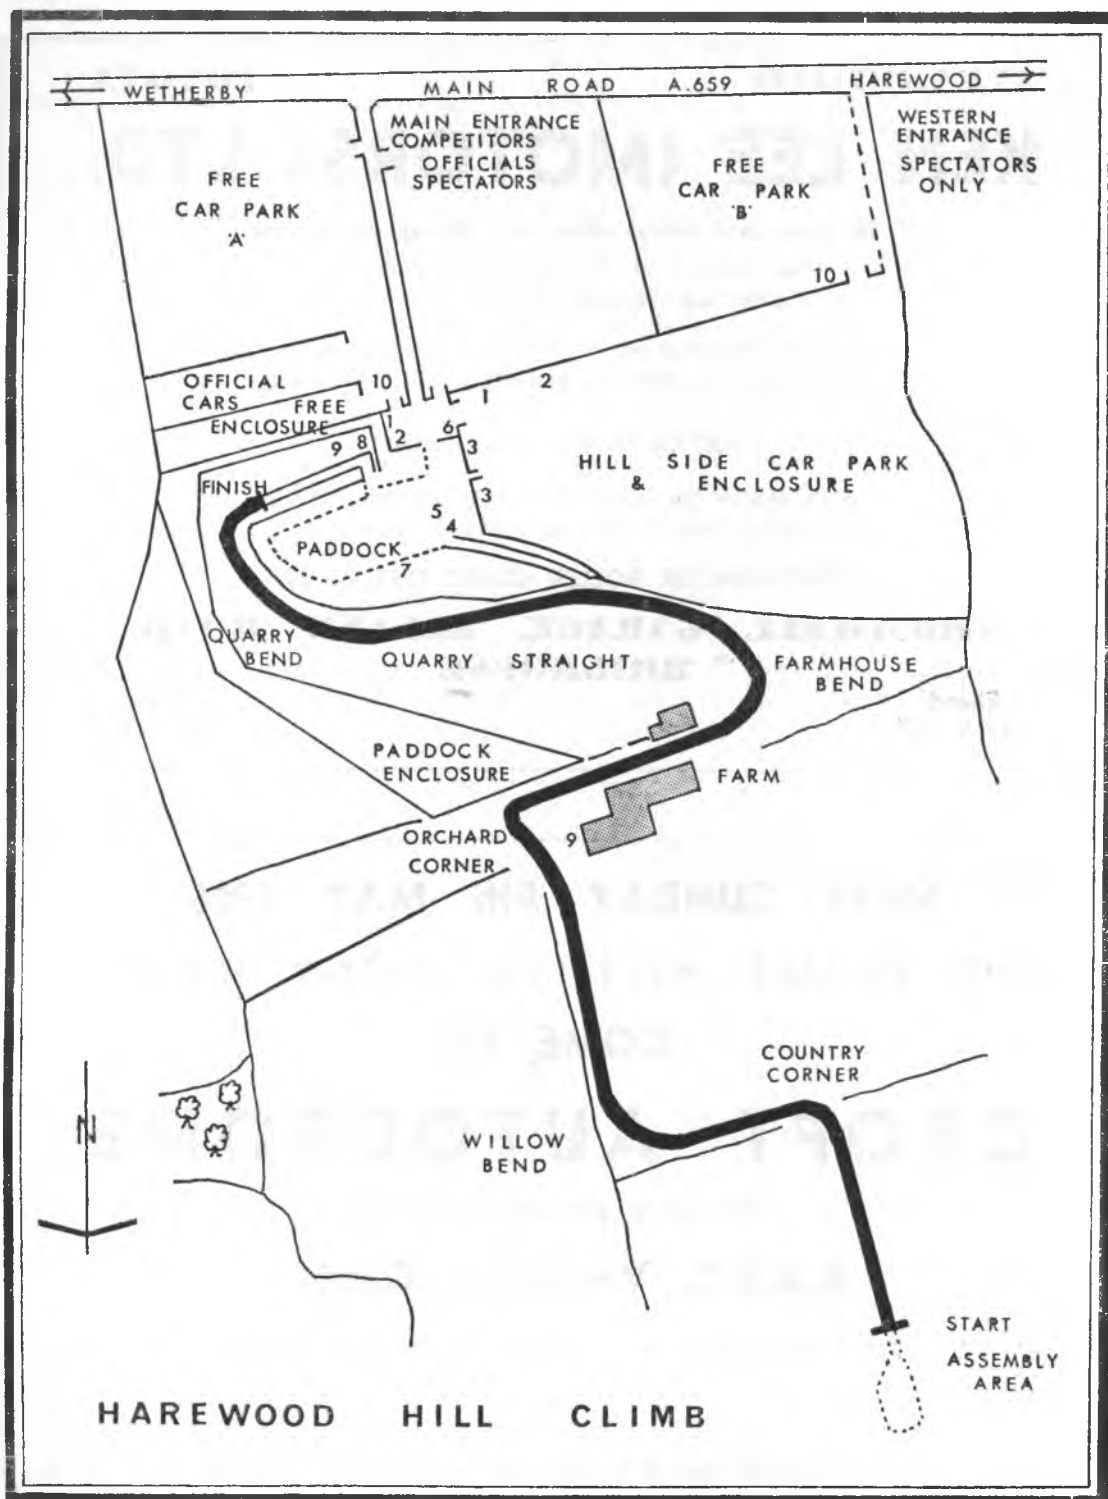 WETHERBY
MAIN ROAD A.659
HAREWOOD
MAIN ENTRANCE
COMPETITORS
OFFICIALS
SPECTATORS
WESTERN
ENTRANCE
SPECTATORS
ONLY
FREE
CAR PARK
'A'
FREE
CAR PARK
'B'
10
OFFICIAL
CARS
10
FREE
ENCLOSURE
1
2
1
2
6
3
3
9
8
FINISH
HILL SIDE CAR PARK
& ENCLOSURE
5
4
PADDOCK
7
QUARRY
BEND
QUARRY STRAIGHT
FARMHOUSE
BEND
PADDOCK
ENCLOSURE
FARM
9
ORCHARD
CORNER
COUNTRY
CORNER
WILLOW
BEND
N
START
ASSEMBLY
AREA
HAREWOOD HILL CLIMB